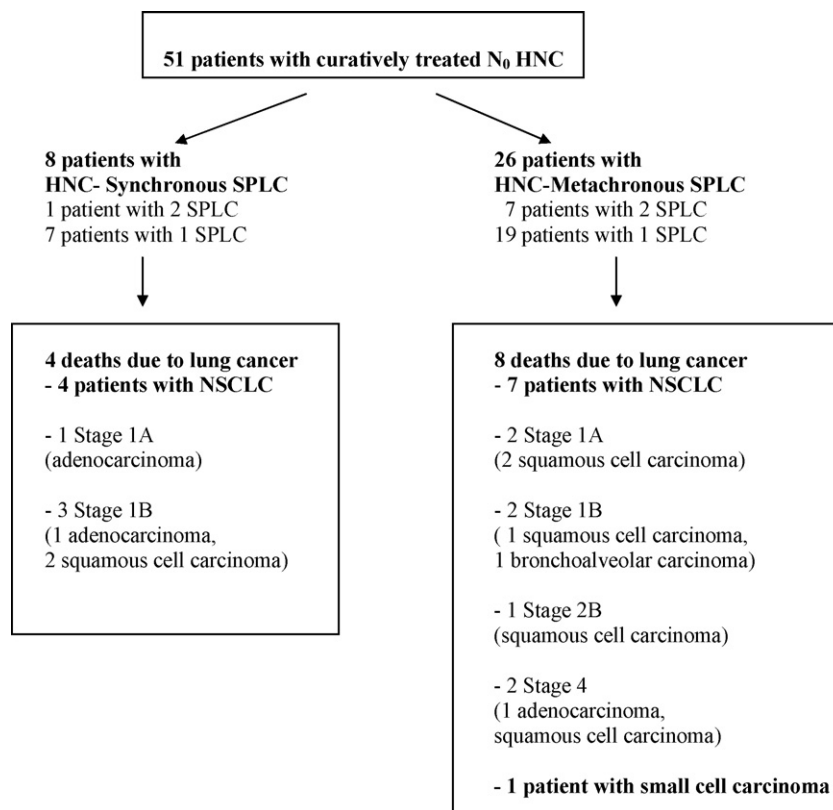 51 patients with curatively treated N₀ HNC
8 patients with
HNC- Synchronous SPLC
1 patient with 2 SPLC
7 patients with 1 SPLC
26 patients with
HNC-Metachronous SPLC
7 patients with 2 SPLC
19 patients with 1 SPLC
4 deaths due to lung cancer
- 4 patients with NSCLC
- 1 Stage 1A
(adenocarcinoma)
- 3 Stage 1B
(1 adenocarcinoma,
2 squamous cell carcinoma)
8 deaths due to lung cancer
- 7 patients with NSCLC
- 2 Stage 1A
(2 squamous cell carcinoma)
- 2 Stage 1B
( 1 squamous cell carcinoma,
1 bronchoalveolar carcinoma)
- 1 Stage 2B
(squamous cell carcinoma)
- 2 Stage 4
(1 adenocarcinoma,
squamous cell carcinoma)
- 1 patient with small cell carcinoma